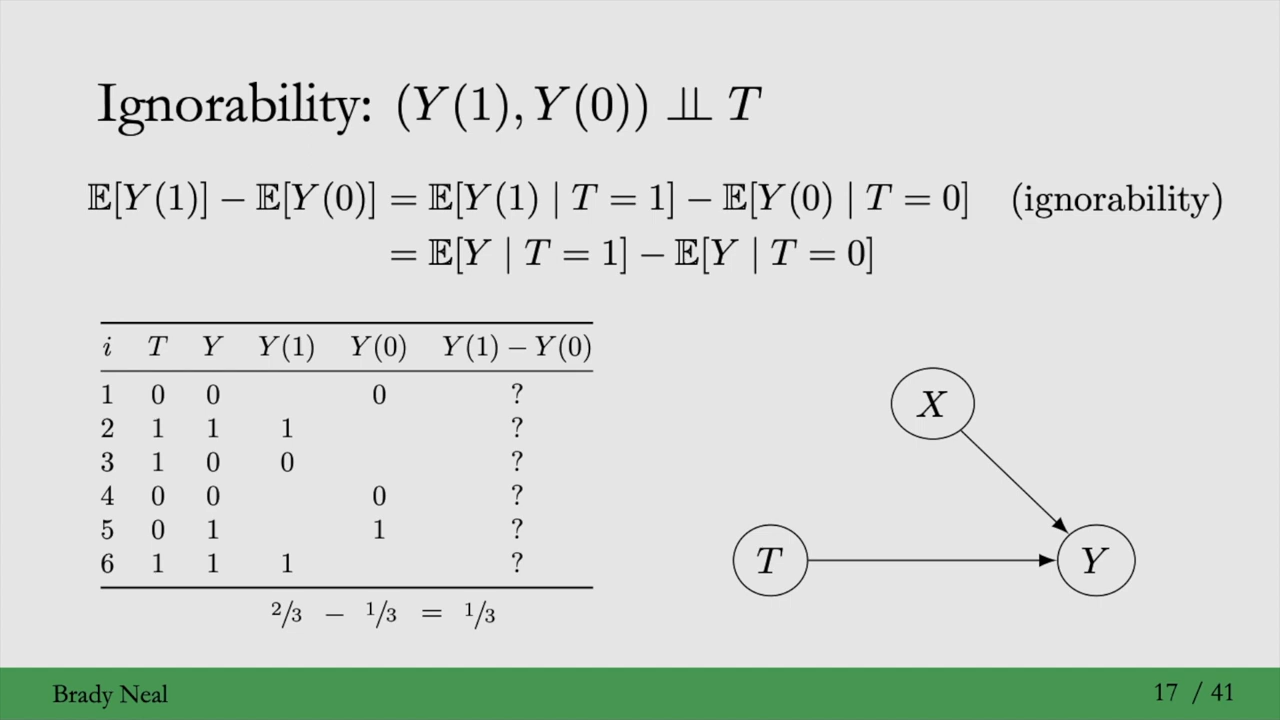 Ignorability: (Y(1), Y(0)) ⫫ T
𝔼[Y(1)] − 𝔼[Y(0)] = 𝔼[Y(1) | T = 1] − 𝔼[Y(0) | T = 0] (ignorability)
= 𝔼[Y | T = 1] − 𝔼[Y | T = 0]
i T Y Y(1) Y(0) Y(1) − Y(0)
1 0 0 0 ?
2 1 1 1 ?
3 1 0 0 ?
4 0 0 0 ?
5 0 1 1 ?
6 1 1 1 ?
2/3 − 1/3 = 1/3
X
T Y
Brady Neal 17 / 41